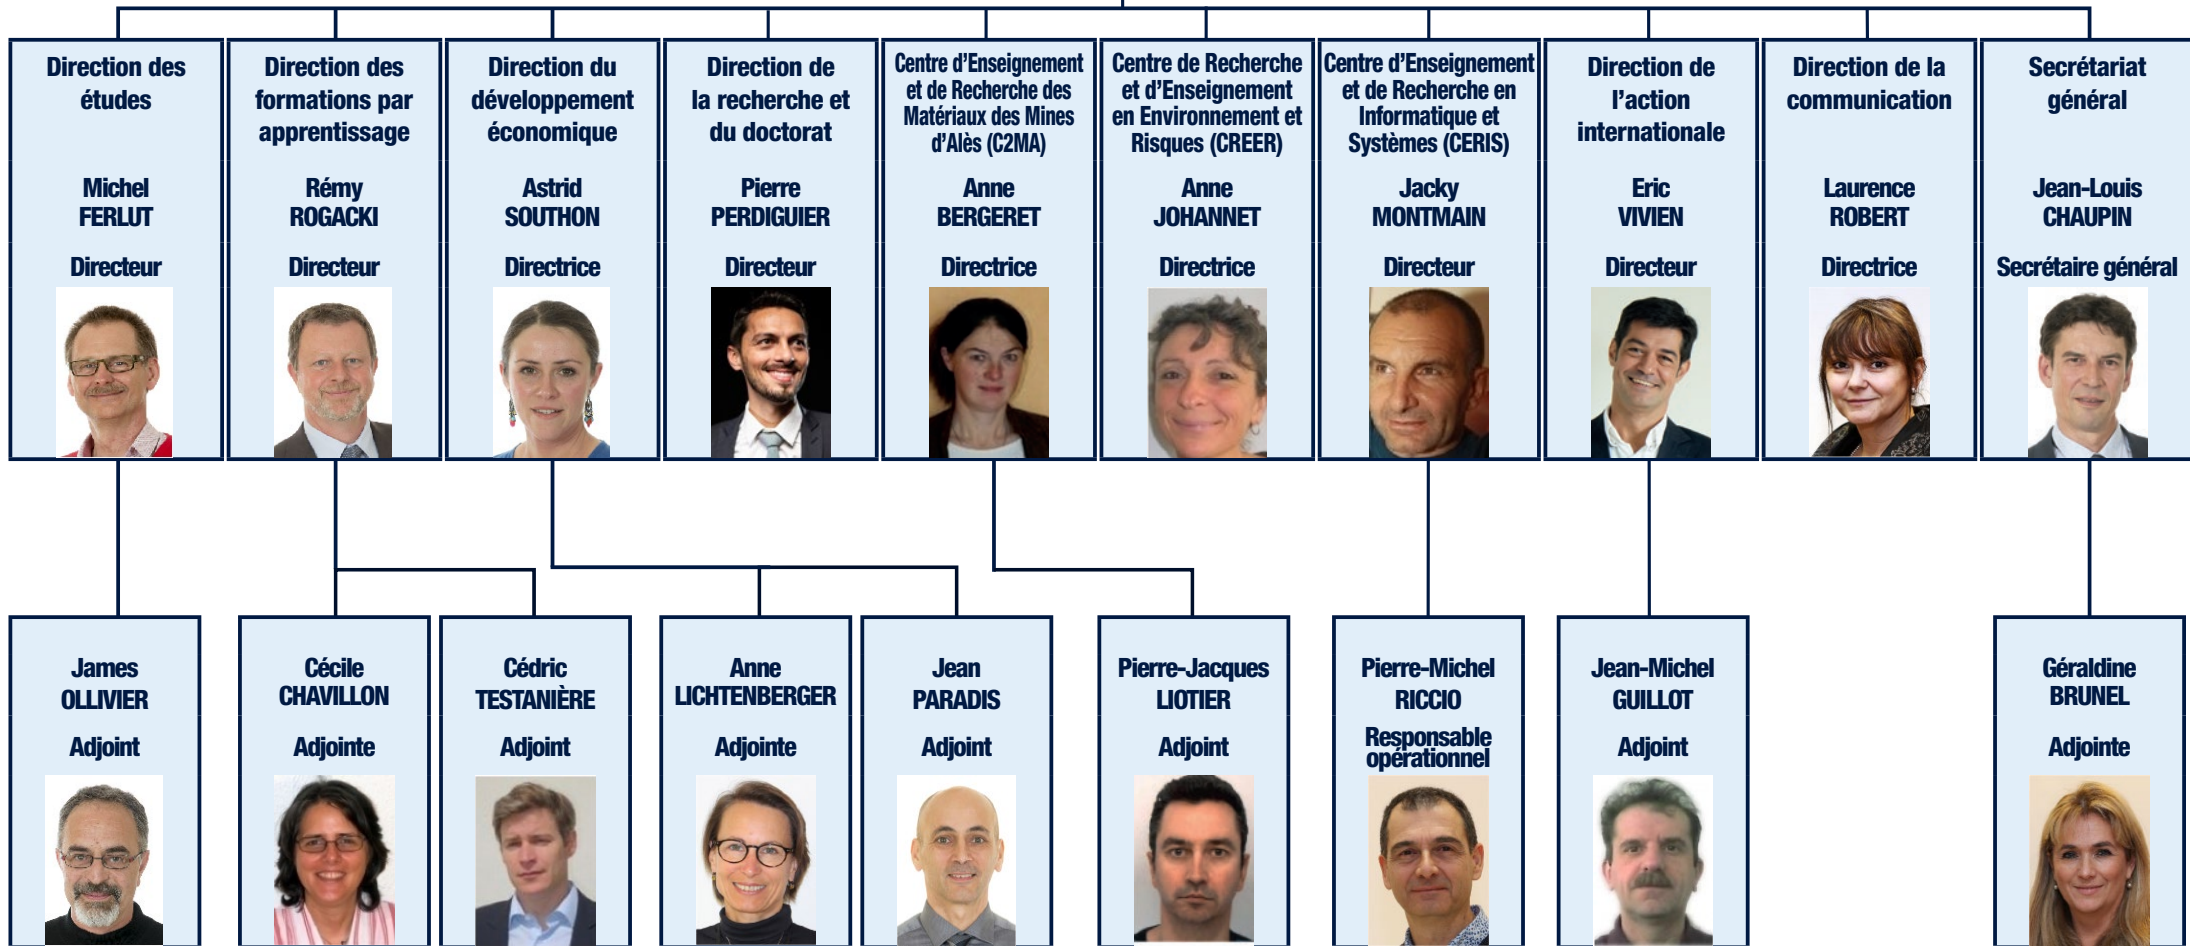 Direction des
études
Michel
FERLUT
Directeur
Direction des
formations par
apprentissage
Rémy
ROGACKI
Directeur
Direction du
développement
économique
Astrid
SOUTHON
Directrice
Direction de
la recherche et
du doctorat
Pierre
PERDIGUIER
Directeur
Centre d’Enseignement
et de Recherche des
Matériaux des Mines
d’Alès (C2MA)
Anne
BERGERET
Directrice
Centre de Recherche
et d’Enseignement
en Environnement et
Risques (CREER)
Anne
JOHANNET
Directrice
Centre d’Enseignement
et de Recherche en
Informatique et
Systèmes (CERIS)
Jacky
MONTMAIN
Directeur
Direction de
l’action
internationale
Eric
VIVIEN
Directeur
Direction de la
communication
Laurence
ROBERT
Directrice
Secrétariat
général
Jean-Louis
CHAUPIN
Secrétaire général
James
OLLIVIER
Adjoint
Cécile
CHAVILLON
Adjointe
Cédric
TESTANIÈRE
Adjoint
Anne
LICHTENBERGER
Adjointe
Jean
PARADIS
Adjoint
Pierre-Jacques
LIOTIER
Adjoint
Pierre-Michel
RICCIO
Responsable
opérationnel
Jean-Michel
GUILLOT
Adjoint
Géraldine
BRUNEL
Adjointe